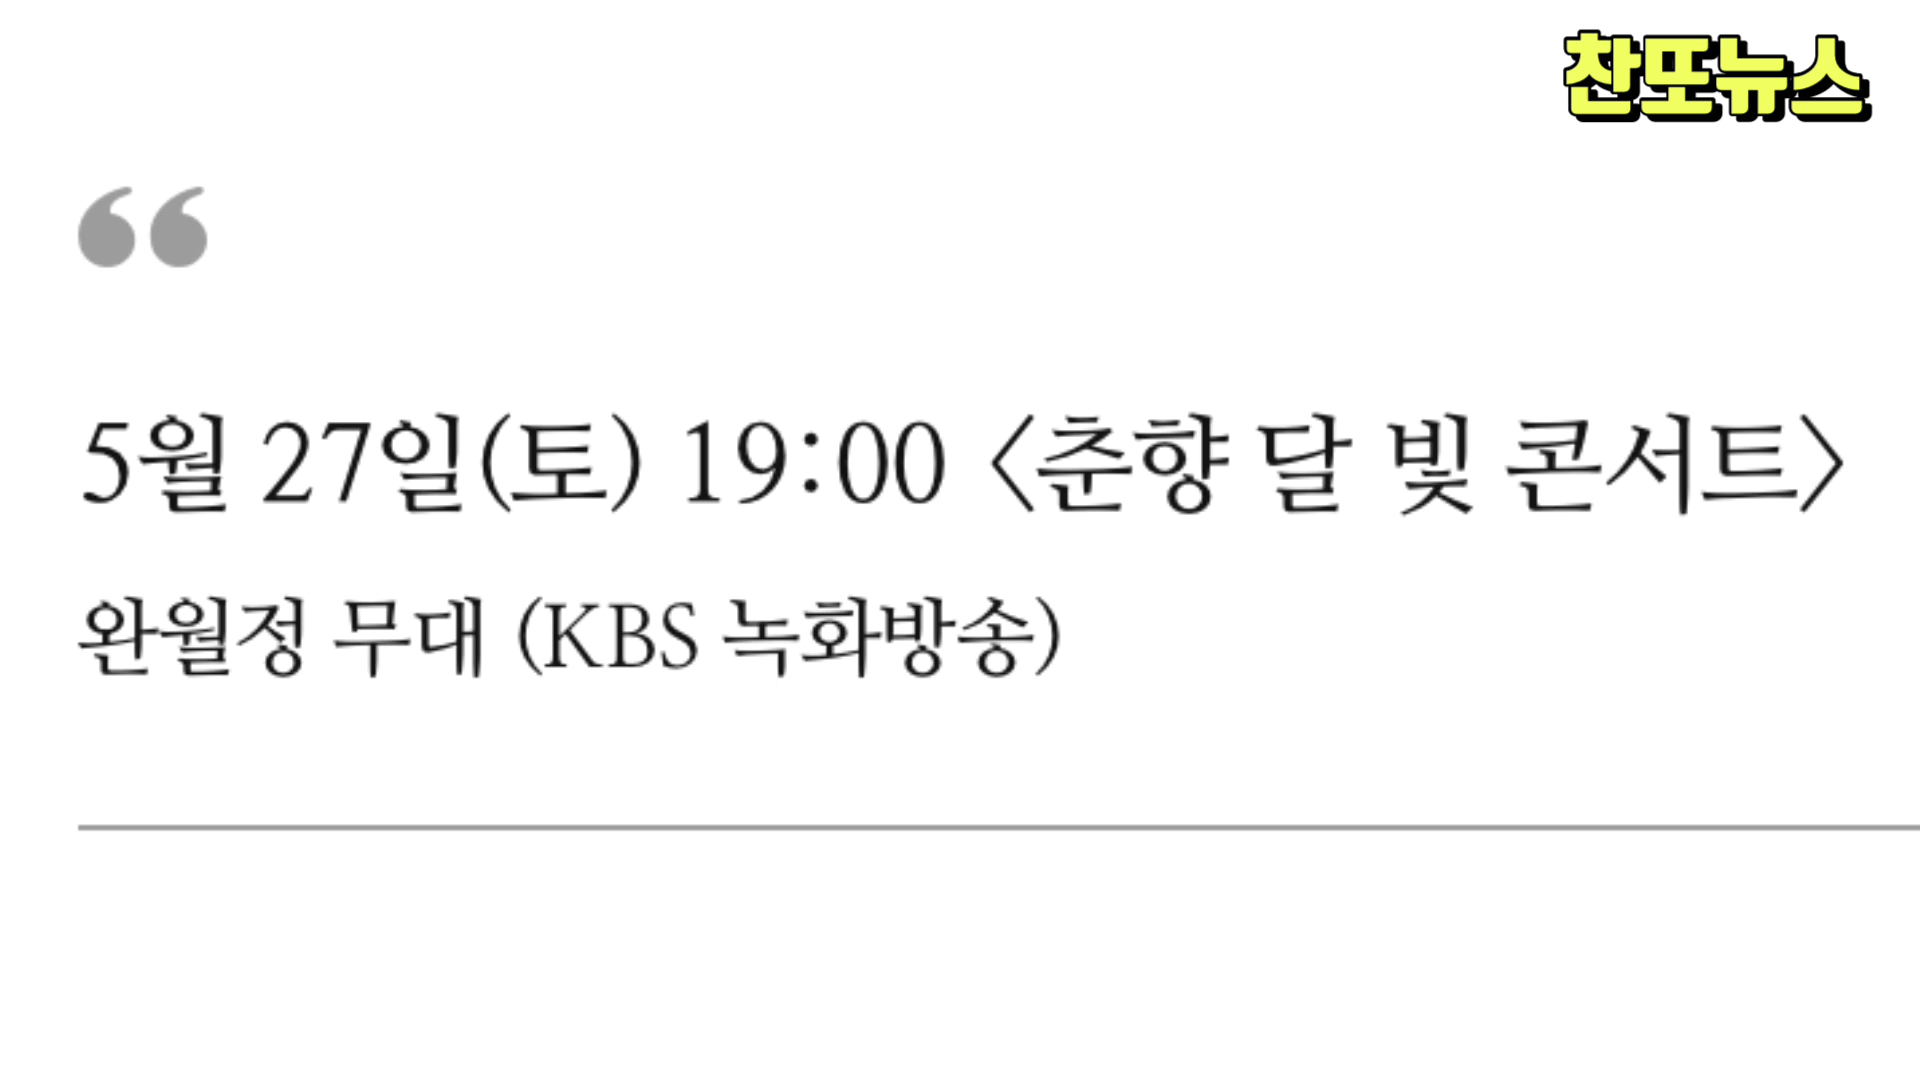 찬또뉴스
“
5월 27일(토) 19:00 〈춘향 달 빛 콘서트〉
완월정 무대 (KBS 녹화방송)